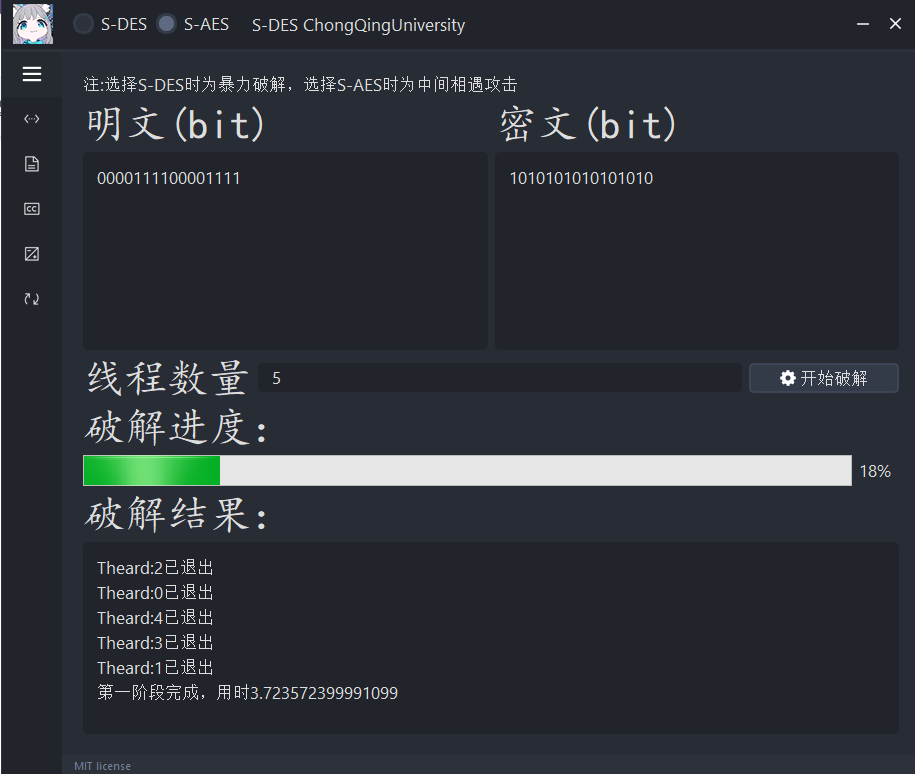 S-DES S-AES S-DES ChongQingUniversity
注:选择S-DES时为暴力破解，选择S-AES时为中间相遇攻击
明文(bit) 密文(bit)
0000111100001111 1010101010101010
线程数量 5 开始破解
破解进度：
18%
破解结果：
Theard:2已退出
Theard:0已退出
Theard:4已退出
Theard:3已退出
Theard:1已退出
第一阶段完成，用时3.723572399991099
MIT license